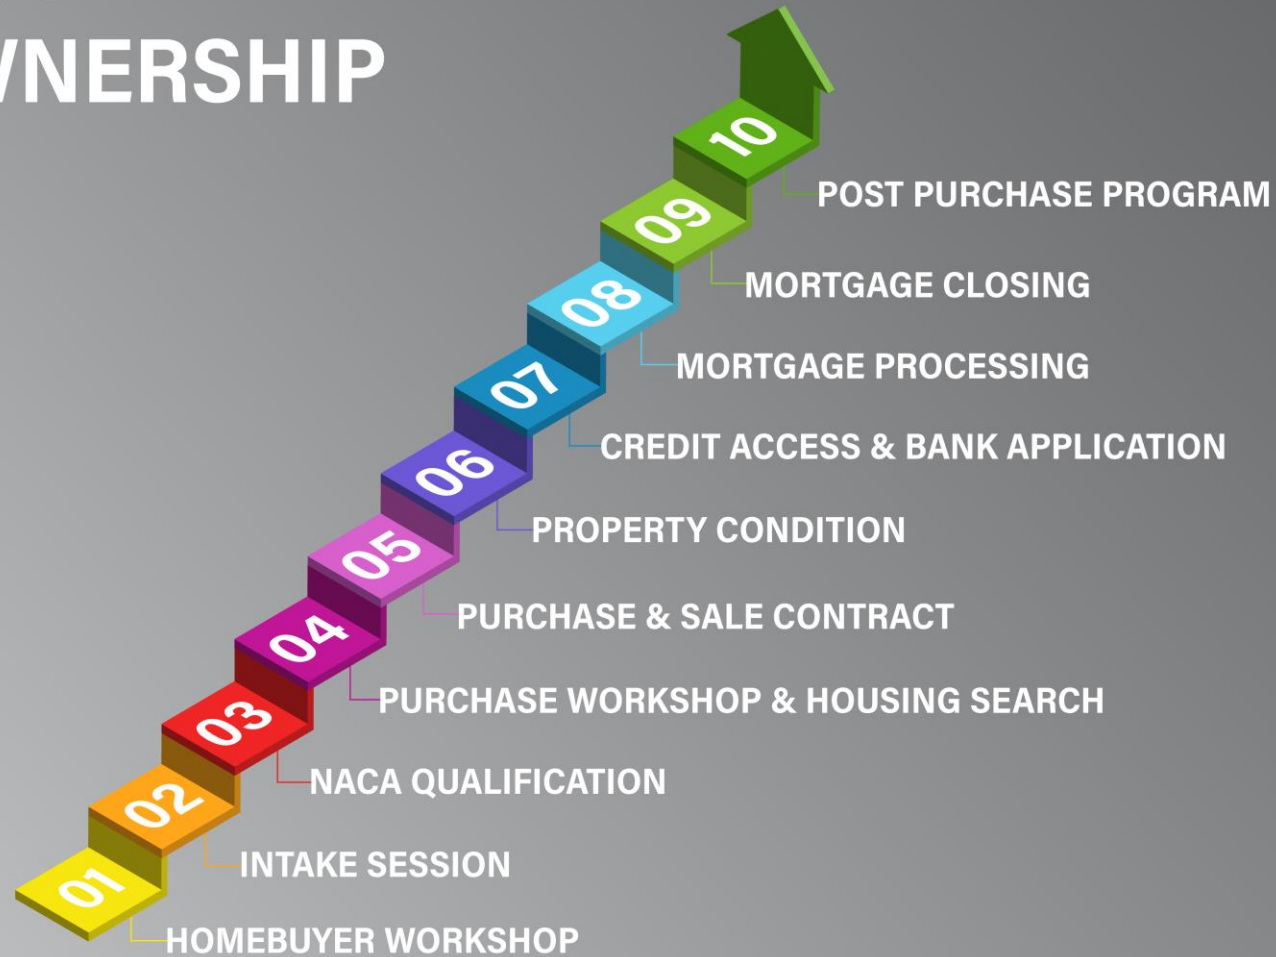 WNERSHIP
10
POST PURCHASE PROGRAM
09
MORTGAGE CLOSING
08
MORTGAGE PROCESSING
07
CREDIT ACCESS & BANK APPLICATION
06
PROPERTY CONDITION
05
PURCHASE & SALE CONTRACT
04
PURCHASE WORKSHOP & HOUSING SEARCH
03
NACA QUALIFICATION
02
INTAKE SESSION
01
HOMEBUYER WORKSHOP